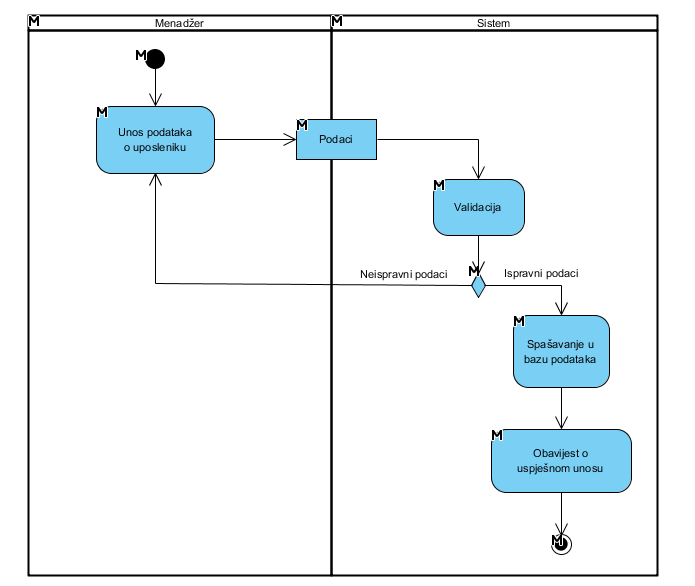 Menadžer
Sistem
Unos podataka
o uposleniku
Podaci
Validacija
Neispravni podaci
Ispravni podaci
Spašavanje u
bazu podataka
Obavijest o
uspješnom unosu